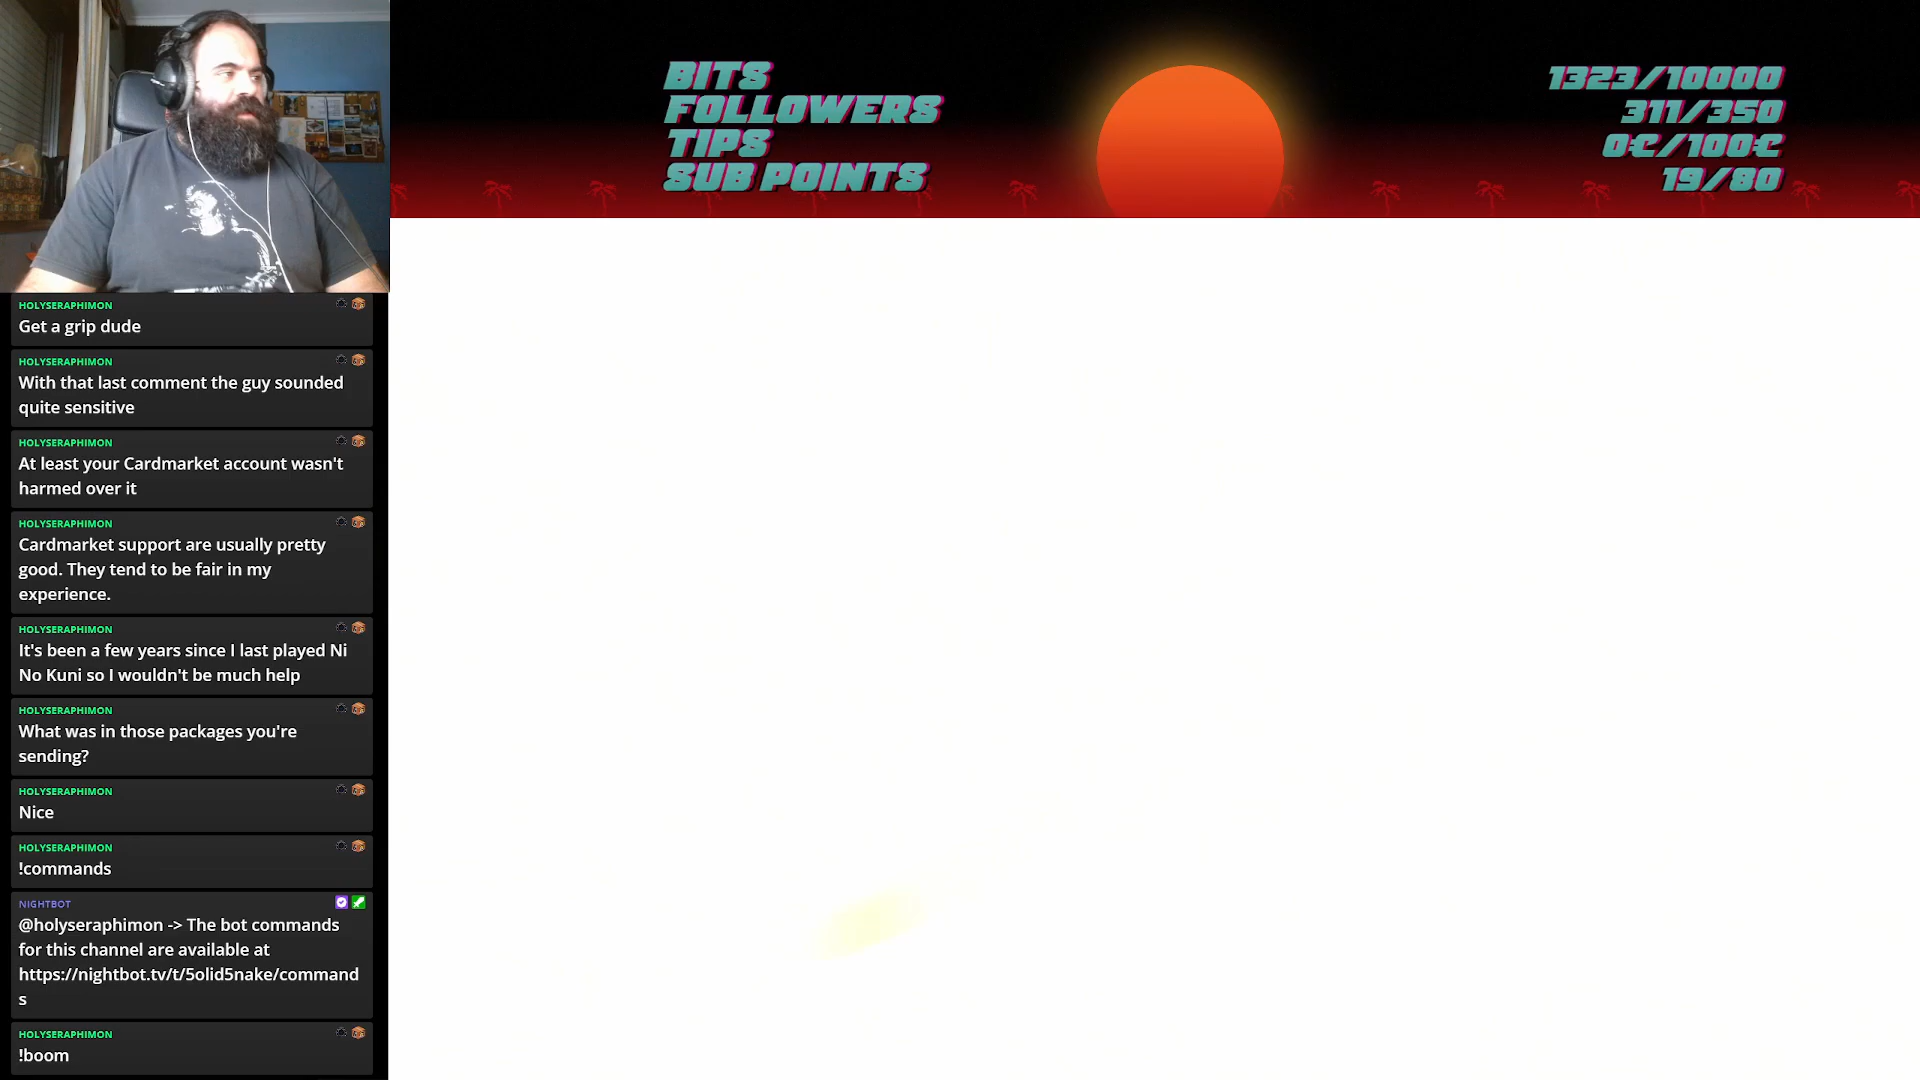 BITS
FOLLOWERS
TIPS
SUB POINTS
1323/10000
311/350
0€/100€
19/80
HOLYSERAPHIMON
Get a grip dude
HOLYSERAPHIMON
With that last comment the guy sounded
quite sensitive
HOLYSERAPHIMON
At least your Cardmarket account wasn't
harmed over it
HOLYSERAPHIMON
Cardmarket support are usually pretty
good. They tend to be fair in my
experience.
HOLYSERAPHIMON
It's been a few years since I last played Ni
No Kuni so I wouldn't be much help
HOLYSERAPHIMON
What was in those packages you're
sending?
HOLYSERAPHIMON
Nice
HOLYSERAPHIMON
!commands
NIGHTBOT
@holyseraphimon -> The bot commands
for this channel are available at
https://nightbot.tv/t/5olid5nake/command
s
HOLYSERAPHIMON
!boom